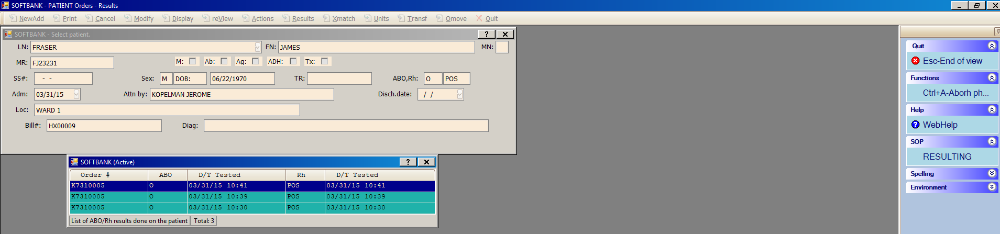 SOFTBANK - PATIENT Orders - Results
NewAdd Print Cancel Modify Display reView Actions Results Xmatch Units Transf Omove Quit
SOFTBANK - Select patient.
LN: FRASER FN: JAMES MN:
MR: FJ23231 M: Ab: Ag: ADH: Tx:
SS#: - - Sex: M DOB: 06/22/1970 TR: ABO,Rh: O POS
Adm: 03/31/15 Attn by: KOPELMAN JEROME Disch.date: / /
Loc: WARD 1
Bill#: HX00009 Diag:
SOFTBANK (Active)
Order # ABO D/T Tested Rh D/T Tested
K7310005 O 03/31/15 10:41 POS 03/31/15 10:41
K7310005 O 03/31/15 10:39 POS 03/31/15 10:39
K7310005 O 03/31/15 10:30 POS 03/31/15 10:30
List of ABO/Rh results done on the patient Total: 3
Quit
Esc-End of view
Functions
Ctrl+A-Aborh ph...
Help
WebHelp
SOP
RESULTING
Spelling
Environment